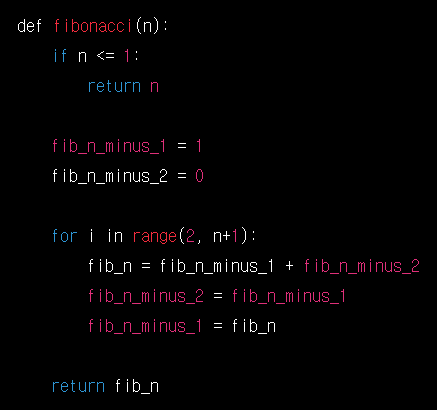 def fibonacci(n):
    if n <= 1:
        return n

    fib_n_minus_1 = 1
    fib_n_minus_2 = 0

    for i in range(2, n+1):
        fib_n = fib_n_minus_1 + fib_n_minus_2
        fib_n_minus_2 = fib_n_minus_1
        fib_n_minus_1 = fib_n

    return fib_n